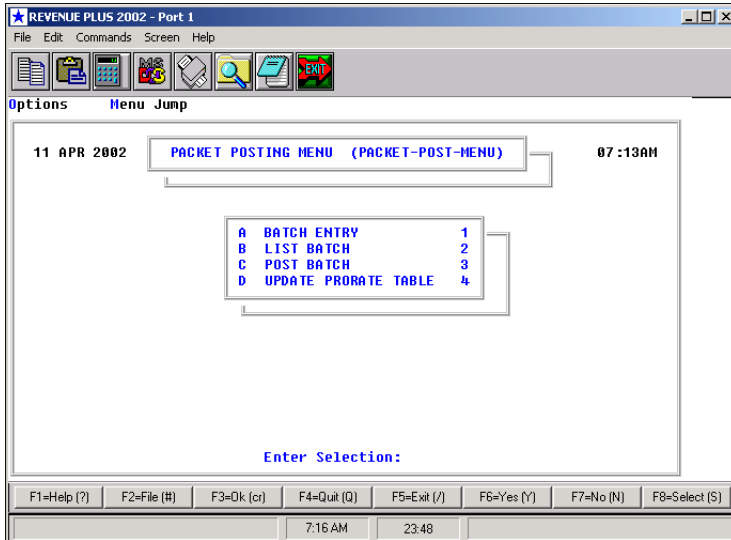 REVENUE PLUS 2002 - Port 1
File Edit Commands Screen Help
MS DOS EXIT
Options Menu Jump
11 APR 2002 PACKET POSTING MENU (PACKET-POST-MENU) 07:13AM
A BATCH ENTRY 1
B LIST BATCH 2
C POST BATCH 3
D UPDATE PRORATE TABLE 4
Enter Selection:
F1=Help (?) F2=File (#) F3=Ok (cr) F4=Quit (Q) F5=Exit (/) F6=Yes (Y) F7=No (N) F8=Select (S)
7:16 AM 23:48